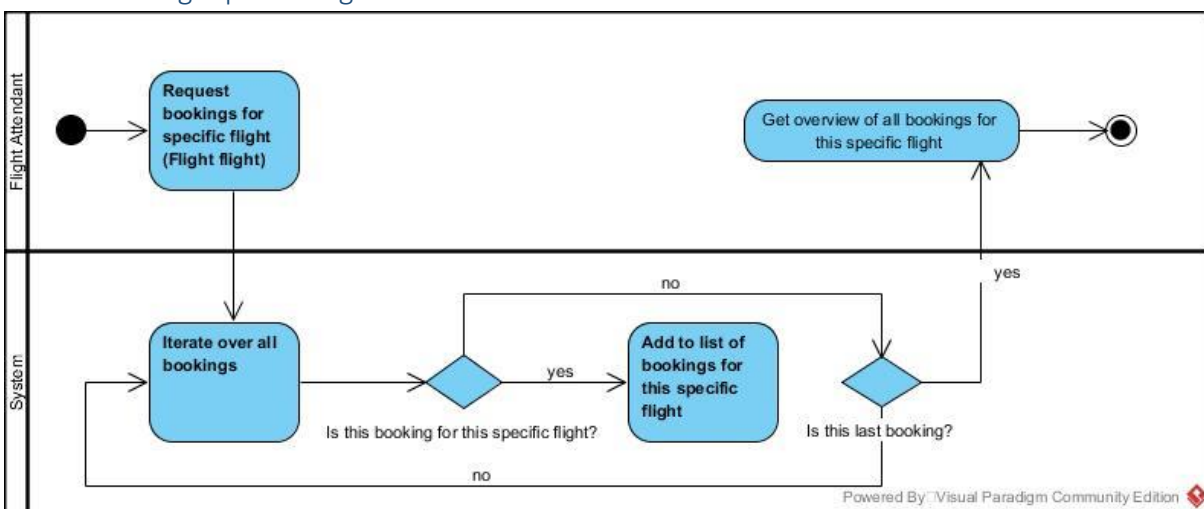 Flight Attendant
Request
bookings for
specific flight
(Flight flight)
Get overview of all bookings for
this specific flight
System
Iterate over all
bookings
Is this booking for this specific flight?
yes
no
Add to list of
bookings for
this specific
flight
Is this last booking?
yes
no
Powered By Visual Paradigm Community Edition